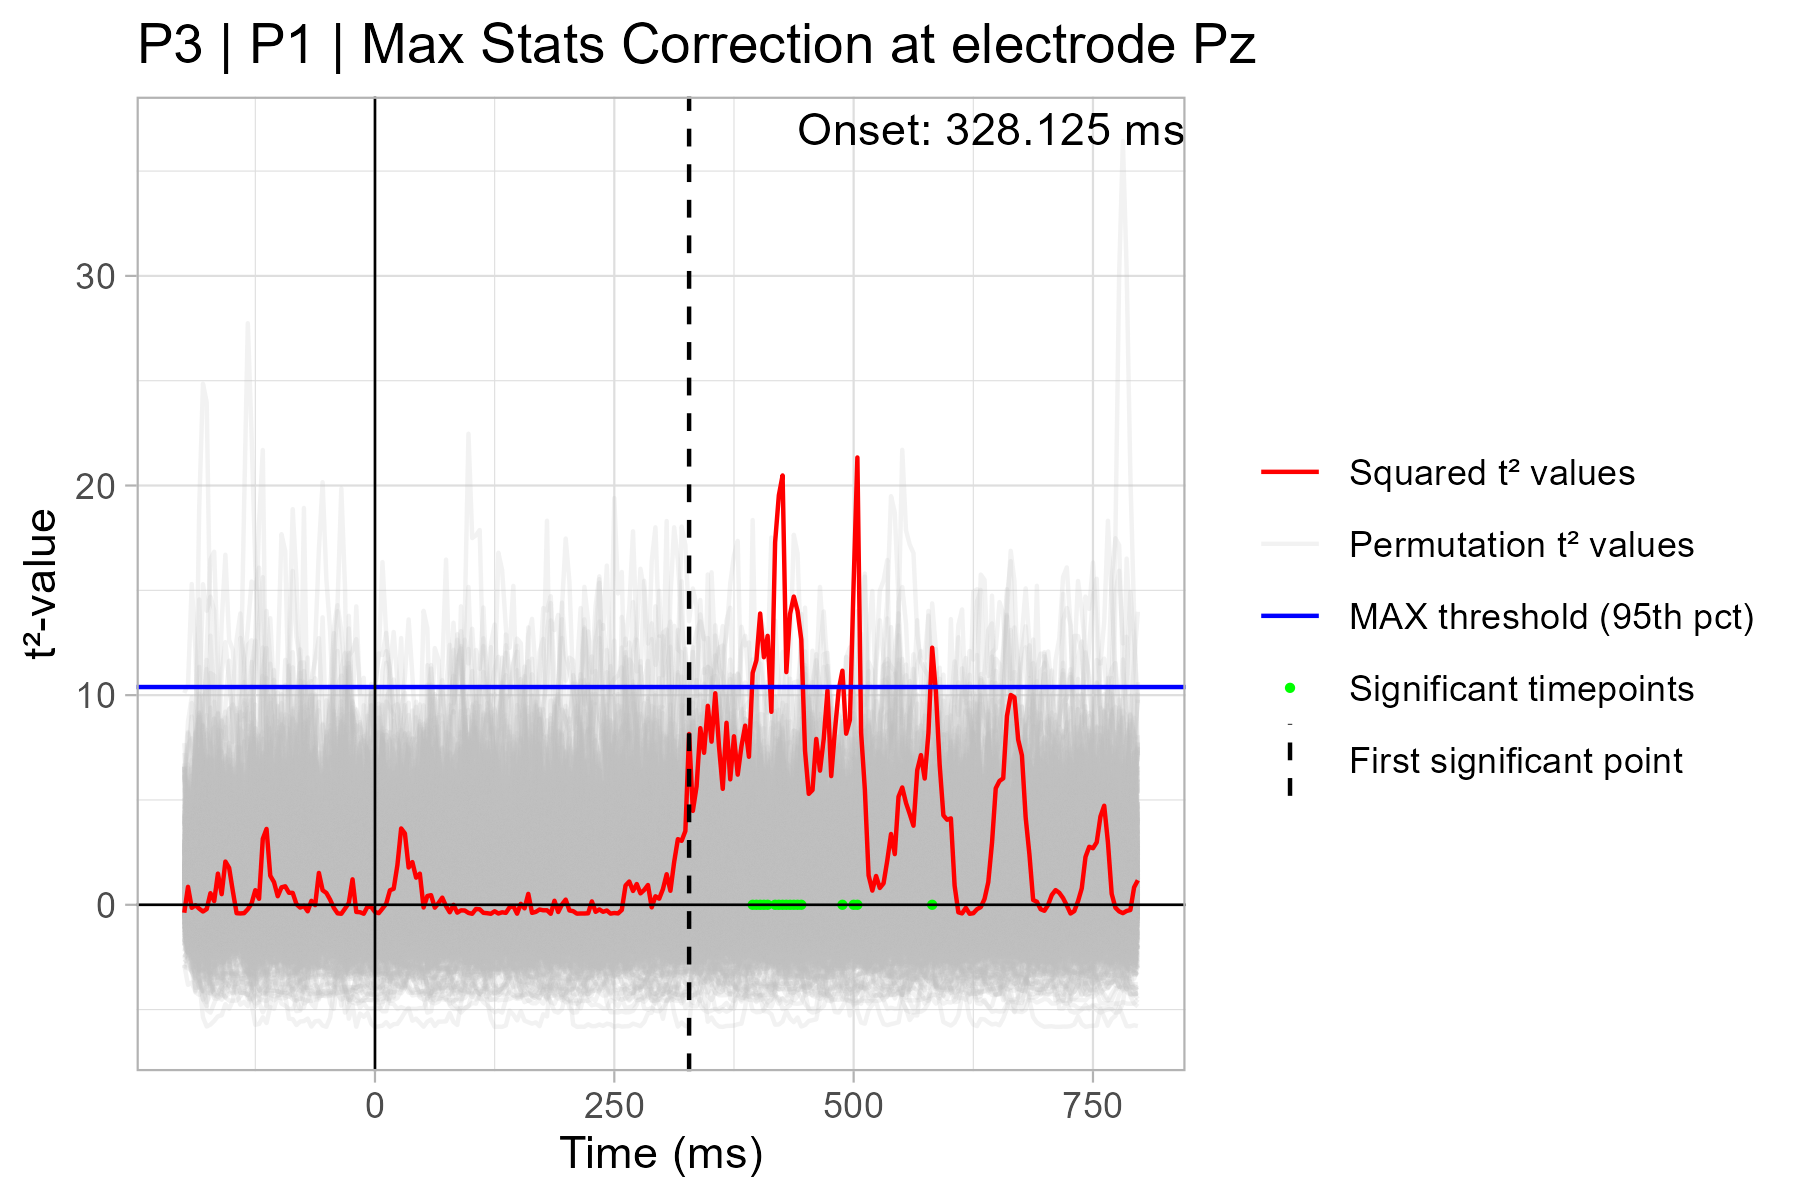 P3 | P1 | Max Stats Correction at electrode Pz
Onset: 328.125 ms
30
20
10
0
t²-value
0
250
500
750
Time (ms)
Squared t² values
Permutation t² values
MAX threshold (95th pct)
Significant timepoints
First significant point